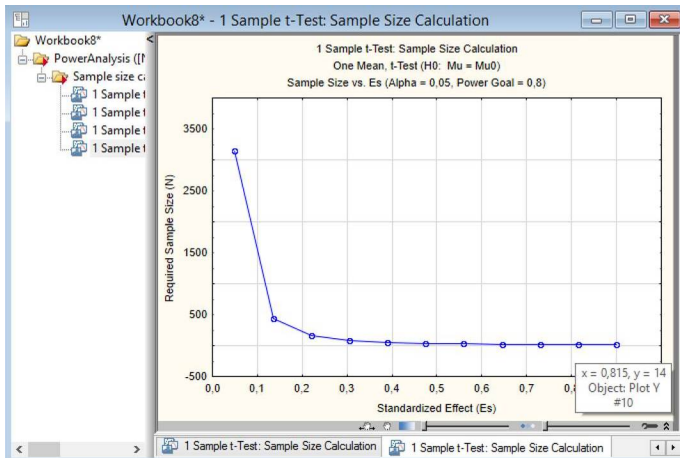 Workbook8* - 1 Sample t-Test: Sample Size Calculation
Workbook8*
PowerAnalysis ([N
Sample size ca
1 Sample t
1 Sample t
1 Sample t
1 Sample t
1 Sample t-Test: Sample Size Calculation
One Mean, t-Test (H0: Mu = Mu0)
Sample Size vs. Es (Alpha = 0,05, Power Goal = 0,8)
Required Sample Size (N)
3500
2500
1500
500
-500
0,0 0,1 0,2 0,3 0,4 0,5 0,6 0,7 0,8
Standardized Effect (Es)
x = 0,815, y = 14
Object: Plot Y
#10
1 Sample t-Test: Sample Size Calculation
1 Sample t-Test: Sample Size Calculation